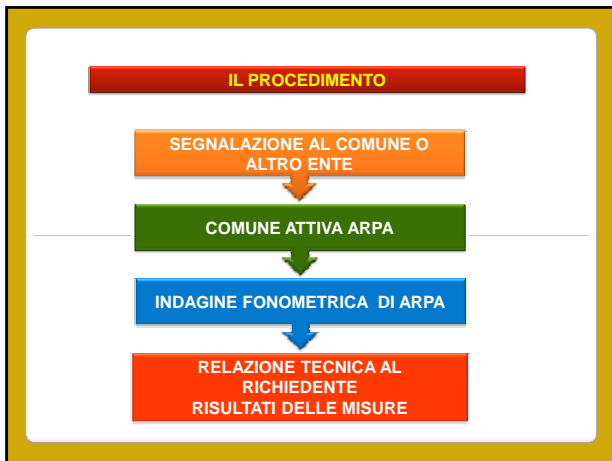 IL PROCEDIMENTO
SEGNALAZIONE AL COMUNE O
ALTRO ENTE
COMUNE ATTIVA ARPA
INDAGINE FONOMETRICA DI ARPA
RELAZIONE TECNICA AL
RICHIEDENTE
RISULTATI DELLE MISURE